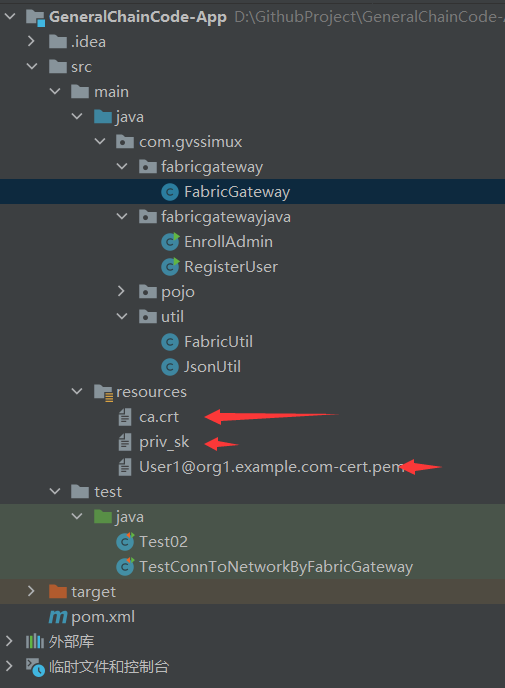 GeneralChainCode-App D:\GithubProject\GeneralChainCode-
.idea
src
main
java
com.gvssimux
fabricgateway
FabricGateway
fabricgatewayjava
EnrollAdmin
RegisterUser
pojo
util
FabricUtil
JsonUtil
resources
ca.crt
priv_sk
User1@org1.example.com-cert.pem
test
java
Test02
TestConnToNetworkByFabricGateway
target
pom.xml
外部库
临时文件和控制台